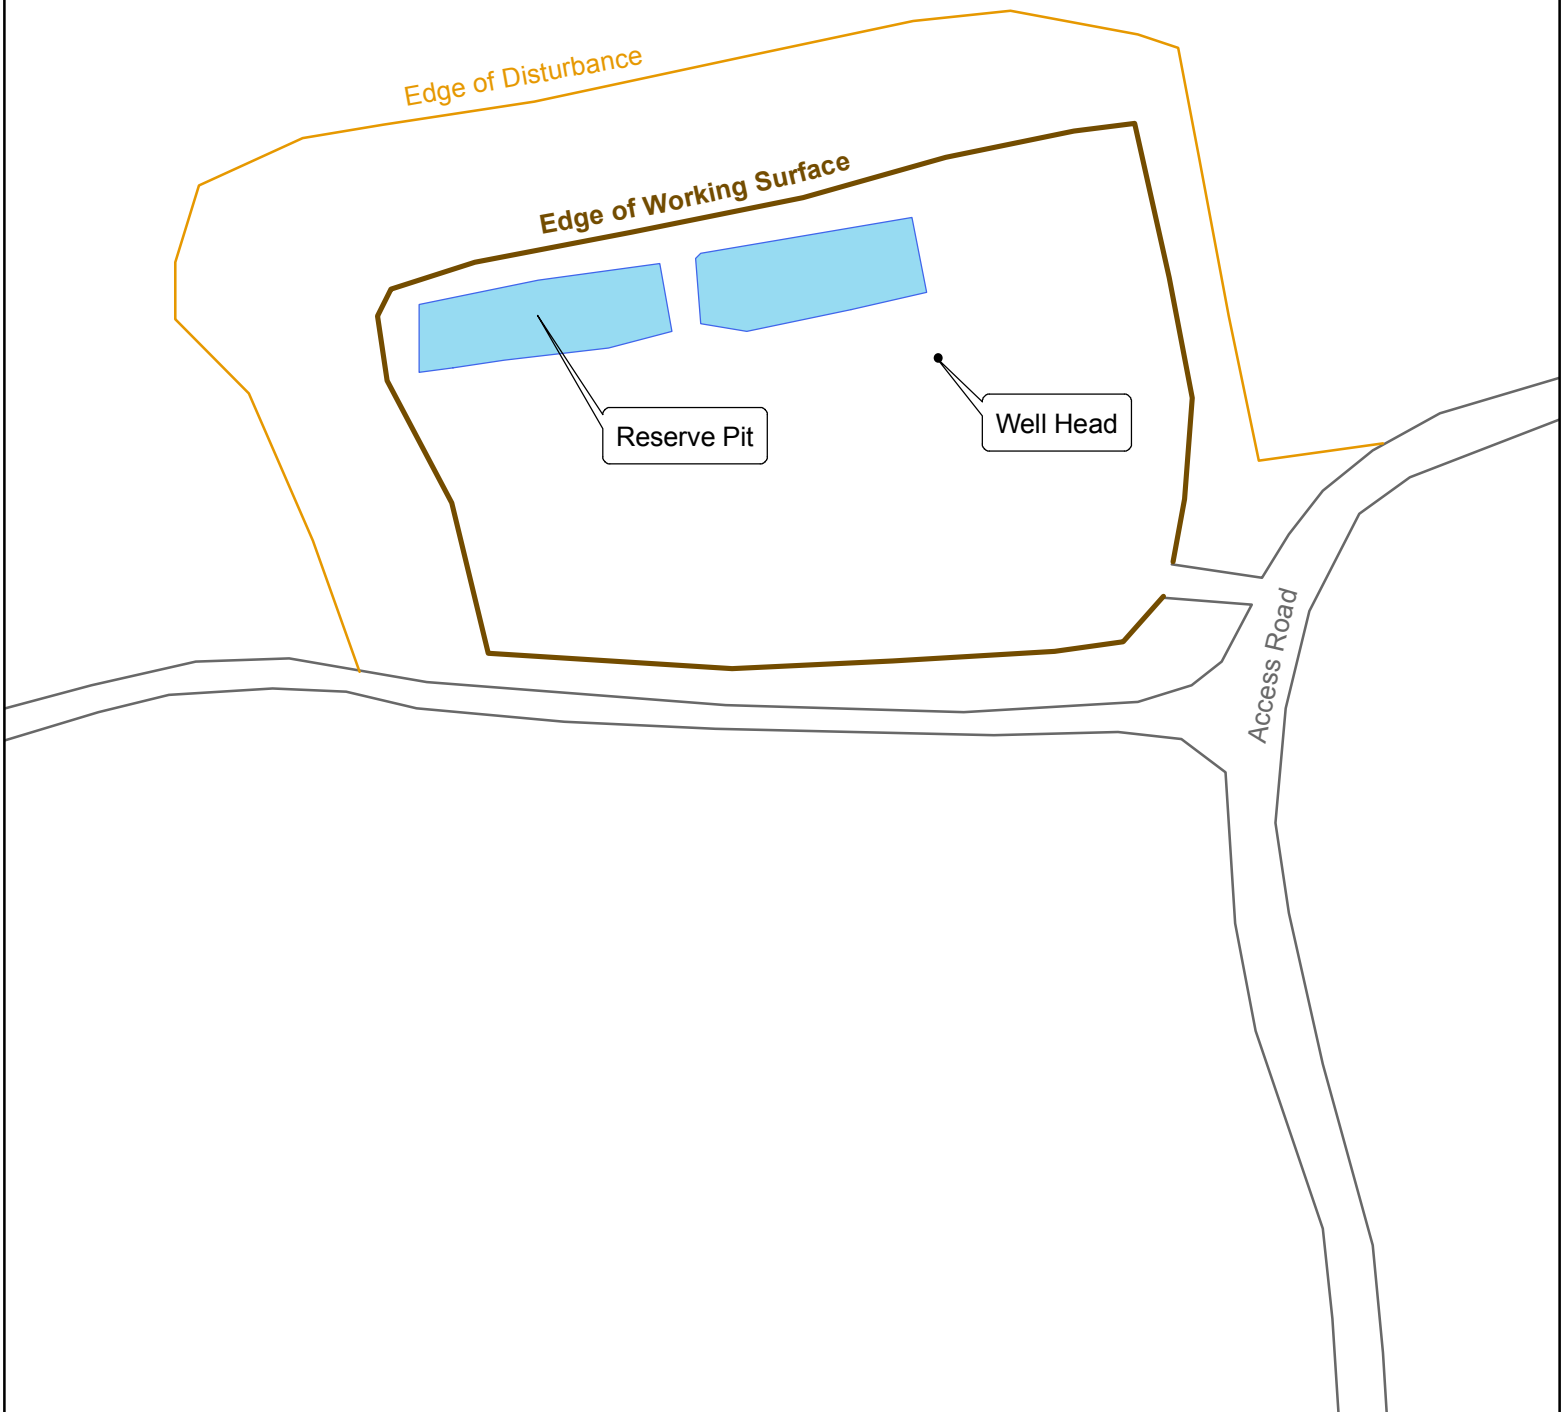 Edge of Disturbance
Edge of Working Surface
Reserve Pit
Well Head
Access Road